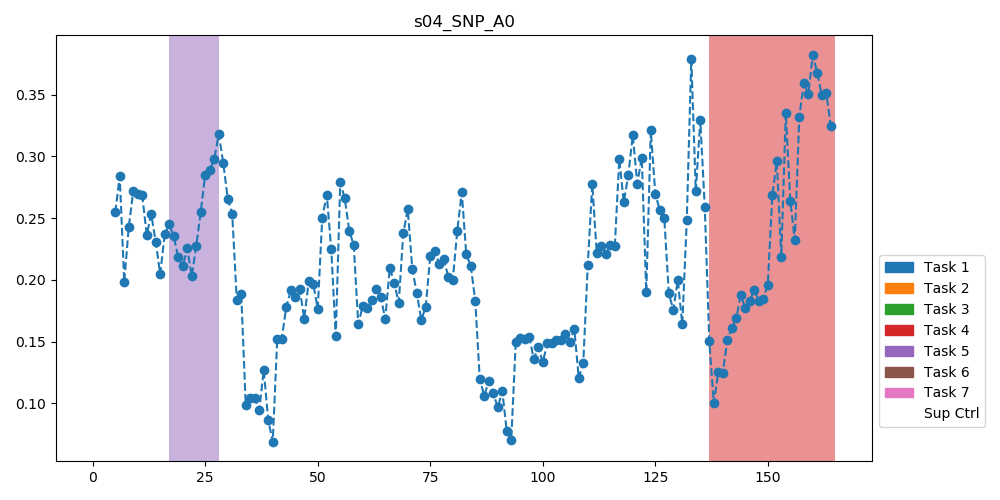 s04_SNP_A0
0.35
0.30
0.25
0.20
0.15
0.10
0
25
50
75
100
125
150
Task 1
Task 2
Task 3
Task 4
Task 5
Task 6
Task 7
Sup Ctrl